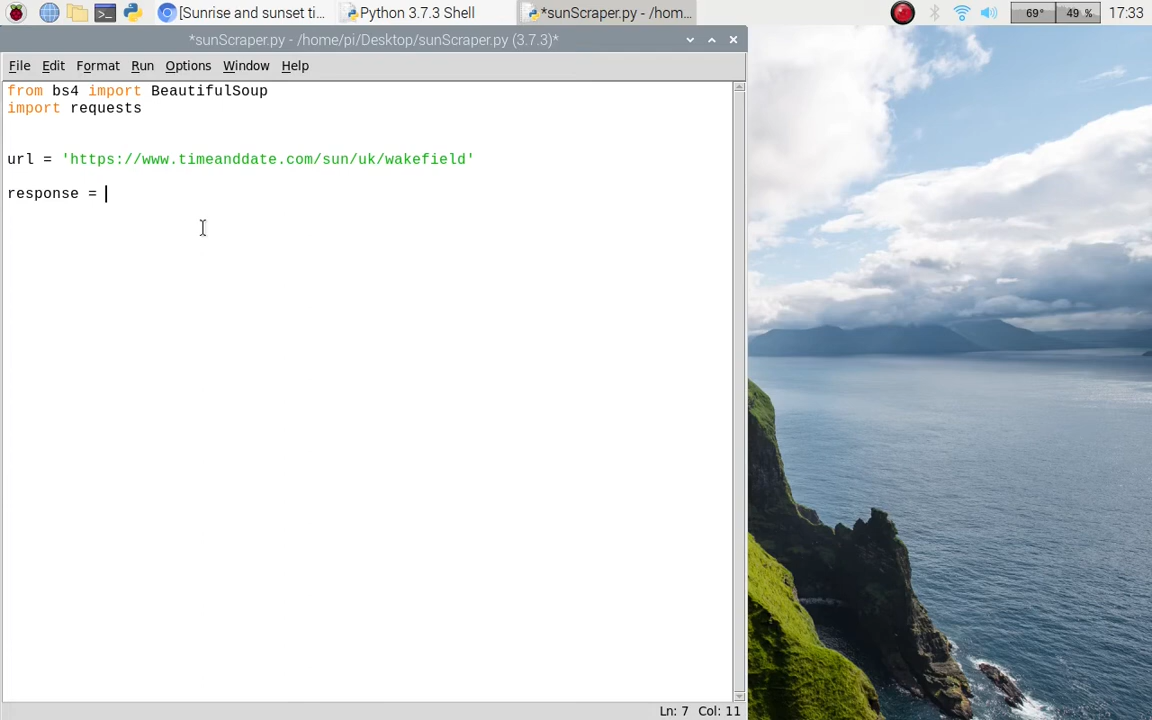 [Sunrise and sunset ti...
Python 3.7.3 Shell
*sunScraper.py - /hom...
69°
49 %
17:33
*sunScraper.py - /home/pi/Desktop/sunScraper.py (3.7.3)*
File Edit Format Run Options Window Help
from bs4 import BeautifulSoup
import requests
url = 'https://www.timeanddate.com/sun/uk/wakefield'
response =
Ln: 7 Col: 11